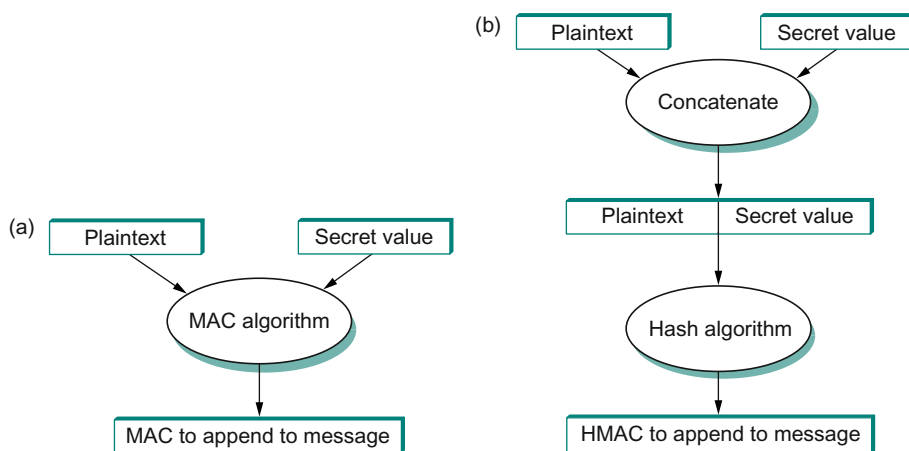 (a)
Plaintext
Secret value
MAC algorithm
MAC to append to message
(b)
Plaintext
Secret value
Concatenate
Plaintext
Secret value
Hash algorithm
HMAC to append to message